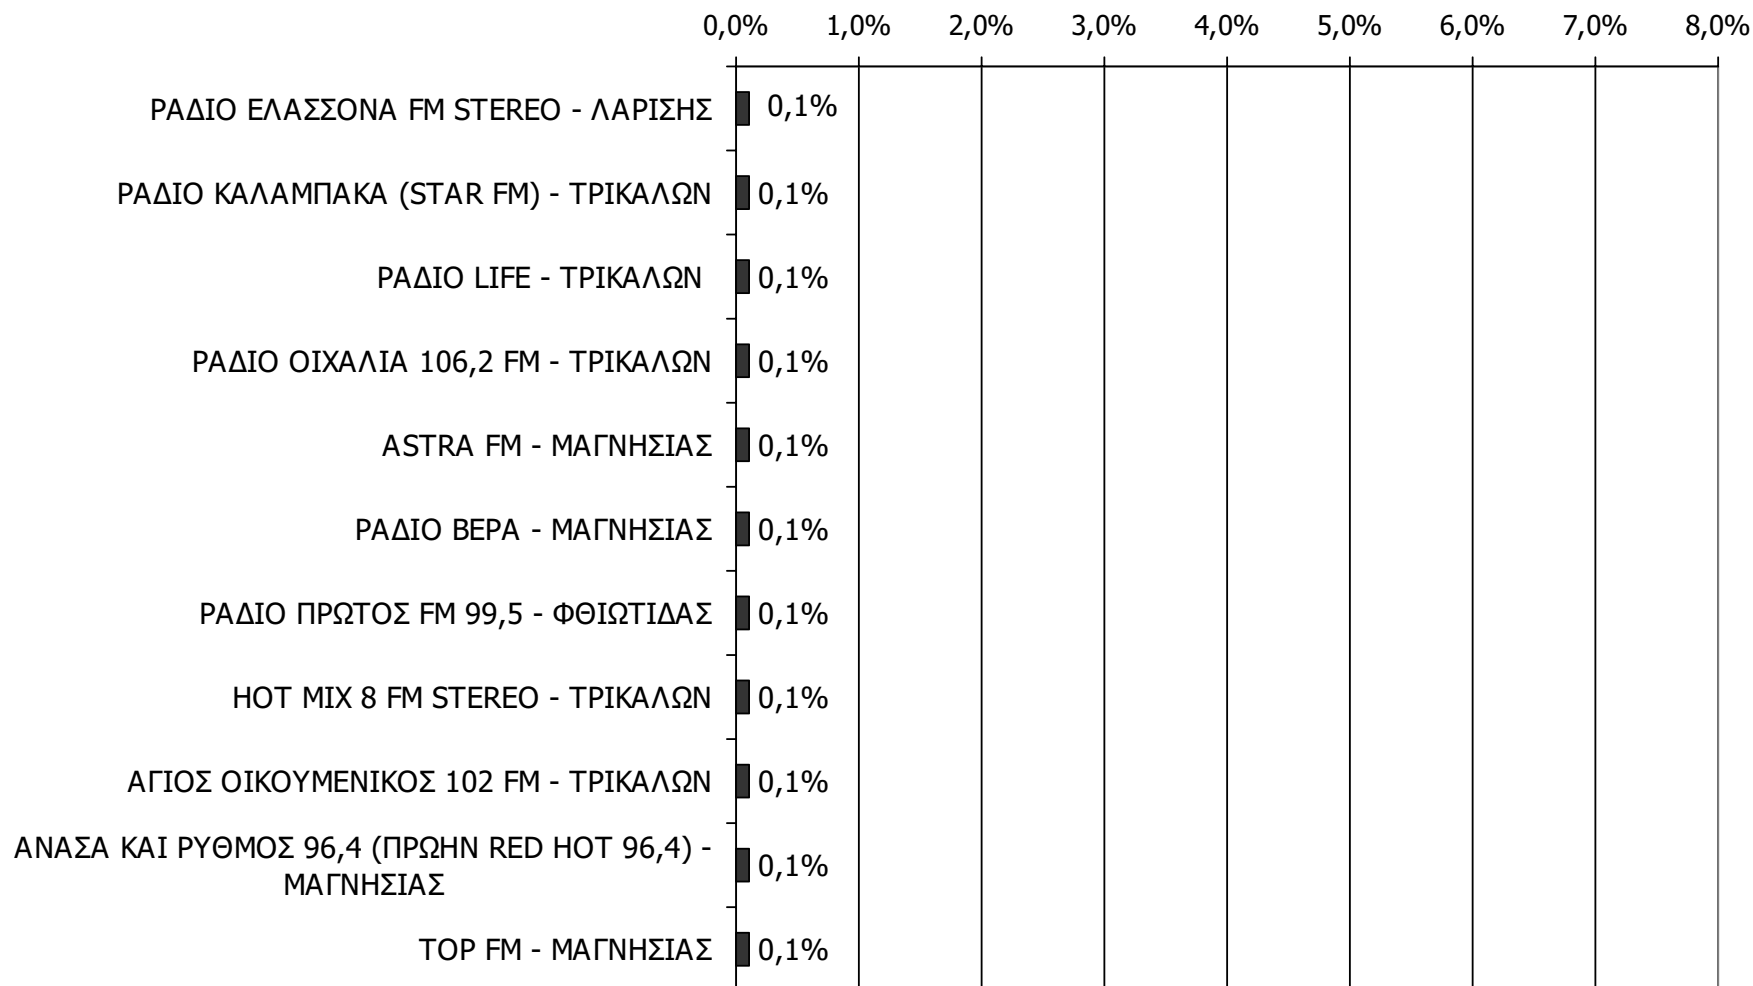 0,0% 1,0% 2,0% 3,0% 4,0% 5,0% 6,0% 7,0% 8,0%
ΡΑΔΙΟ ΕΛΑΣΣΟΝΑ FM STEREO - ΛΑΡΙΣΗΣ 0,1%
ΡΑΔΙΟ ΚΑΛΑΜΠΑΚΑ (STAR FM) - ΤΡΙΚΑΛΩΝ 0,1%
ΡΑΔΙΟ LIFE - ΤΡΙΚΑΛΩΝ 0,1%
ΡΑΔΙΟ ΟΙΧΑΛΙΑ 106,2 FM - ΤΡΙΚΑΛΩΝ 0,1%
ASTRA FM - ΜΑΓΝΗΣΙΑΣ 0,1%
ΡΑΔΙΟ ΒΕΡΑ - ΜΑΓΝΗΣΙΑΣ 0,1%
ΡΑΔΙΟ ΠΡΩΤΟΣ FM 99,5 - ΦΘΙΩΤΙΔΑΣ 0,1%
HOT MIX 8 FM STEREO - ΤΡΙΚΑΛΩΝ 0,1%
ΑΓΙΟΣ ΟΙΚΟΥΜΕΝΙΚΟΣ 102 FM - ΤΡΙΚΑΛΩΝ 0,1%
ΑΝΑΣΑ ΚΑΙ ΡΥΘΜΟΣ 96,4 (ΠΡΩΗΝ RED HOT 96,4) -
ΜΑΓΝΗΣΙΑΣ 0,1%
TOP FM - ΜΑΓΝΗΣΙΑΣ 0,1%